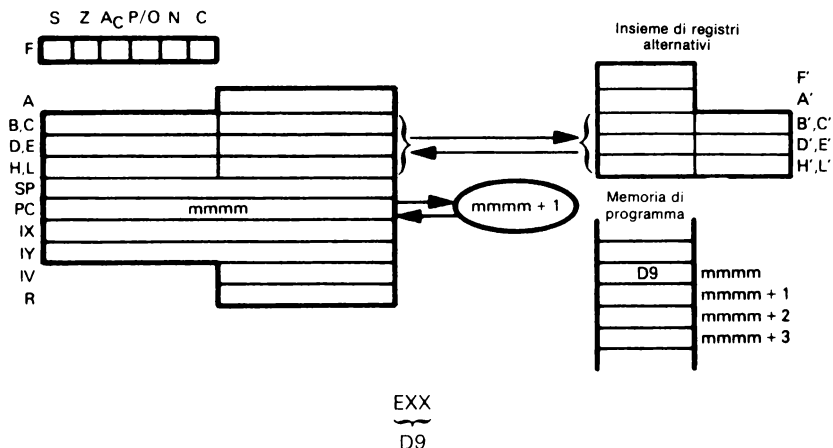 S Z AC P/O N C
F
Insieme di registri
alternativi
F'
A
A'
B,C
B',C'
D,E
D',E'
H,L
H',L'
SP
PC
mmmm
mmmm + 1
IX
IY
IV
R
Memoria di
programma
D9
mmmm
mmmm + 1
mmmm + 2
mmmm + 3
EXX
D9